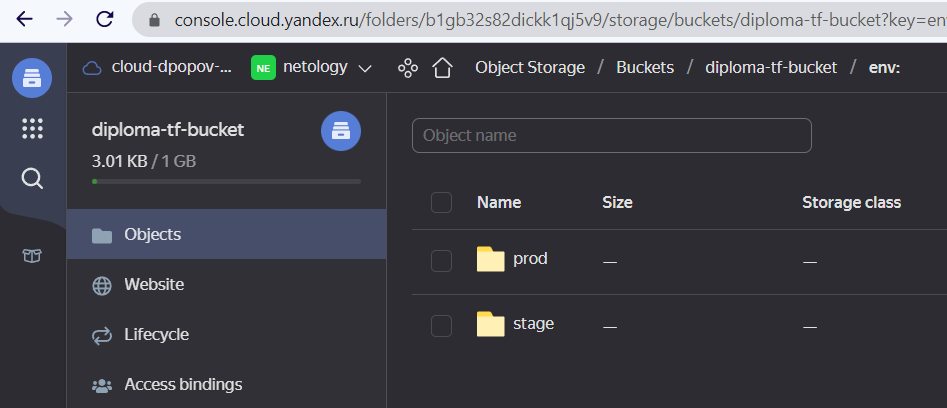 console.cloud.yandex.ru/folders/b1gb32s82dickk1qj5v9/storage/buckets/diploma-tf-bucket?key=en
cloud-dpopov-... NE netology Object Storage / Buckets / diploma-tf-bucket / env:
diploma-tf-bucket
3.01 KB / 1 GB
Object name
Name Size Storage class
Objects
prod — —
Website
stage — —
Lifecycle
Access bindings